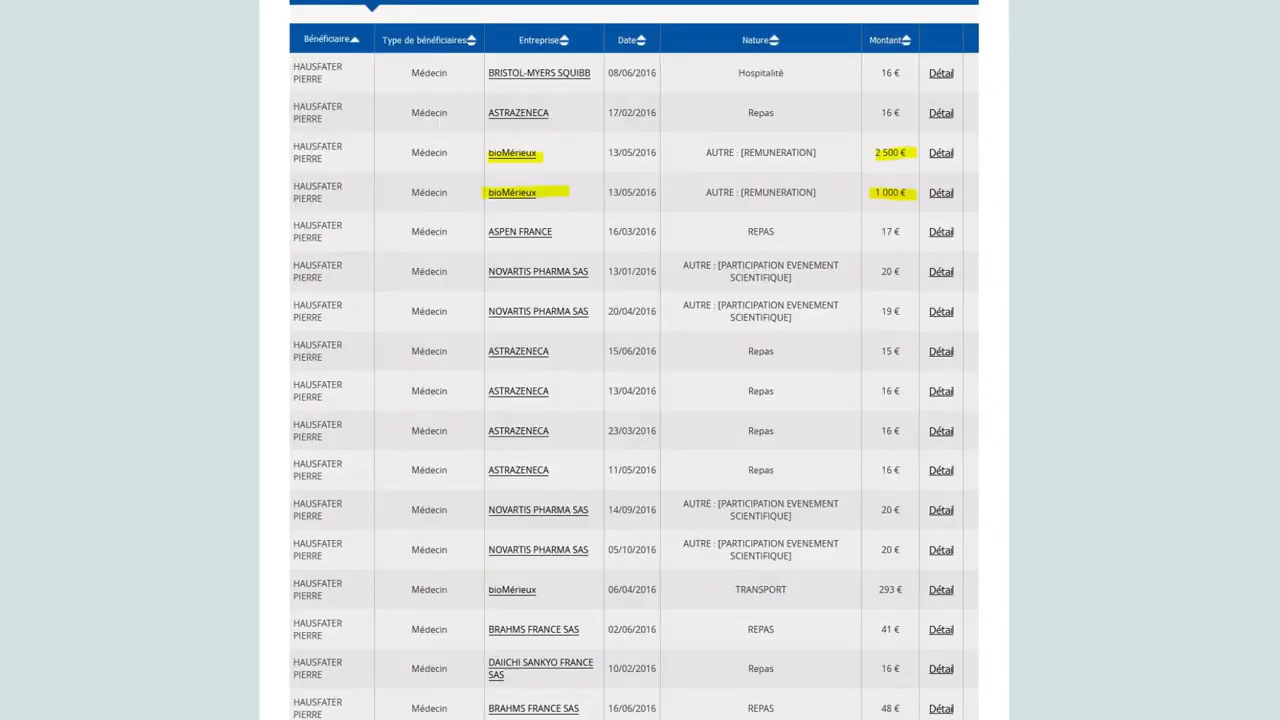 Bénéficiaire Type de bénéficiaires Entreprise Date Nature Montant
HAUSFATER PIERRE Médecin BRISTOL-MYERS SQUIBB 08/06/2016 Hospitalité 16 € Détail
HAUSFATER PIERRE Médecin ASTRAZENECA 17/02/2016 Repas 16 € Détail
HAUSFATER PIERRE Médecin bioMérieux 13/05/2016 AUTRE : [REMUNERATION] 2 500 € Détail
HAUSFATER PIERRE Médecin bioMérieux 13/05/2016 AUTRE : [REMUNERATION] 1 000 € Détail
HAUSFATER PIERRE Médecin ASPEN FRANCE 16/03/2016 REPAS 17 € Détail
HAUSFATER PIERRE Médecin NOVARTIS PHARMA SAS 13/01/2016 AUTRE : [PARTICIPATION EVENEMENT SCIENTIFIQUE] 20 € Détail
HAUSFATER PIERRE Médecin NOVARTIS PHARMA SAS 20/04/2016 AUTRE : [PARTICIPATION EVENEMENT SCIENTIFIQUE] 19 € Détail
HAUSFATER PIERRE Médecin ASTRAZENECA 15/06/2016 Repas 15 € Détail
HAUSFATER PIERRE Médecin ASTRAZENECA 13/04/2016 Repas 16 € Détail
HAUSFATER PIERRE Médecin ASTRAZENECA 23/03/2016 Repas 16 € Détail
HAUSFATER PIERRE Médecin ASTRAZENECA 11/05/2016 Repas 16 € Détail
HAUSFATER PIERRE Médecin NOVARTIS PHARMA SAS 14/09/2016 AUTRE : [PARTICIPATION EVENEMENT SCIENTIFIQUE] 20 € Détail
HAUSFATER PIERRE Médecin NOVARTIS PHARMA SAS 05/10/2016 AUTRE : [PARTICIPATION EVENEMENT SCIENTIFIQUE] 20 € Détail
HAUSFATER PIERRE Médecin bioMérieux 06/04/2016 TRANSPORT 293 € Détail
HAUSFATER PIERRE Médecin BRAHMS FRANCE SAS 02/06/2016 REPAS 41 € Détail
HAUSFATER PIERRE Médecin DAIICHI SANKYO FRANCE SAS 10/02/2016 Repas 16 € Détail
HAUSFATER PIERRE Médecin BRAHMS FRANCE SAS 16/06/2016 REPAS 48 € Détail